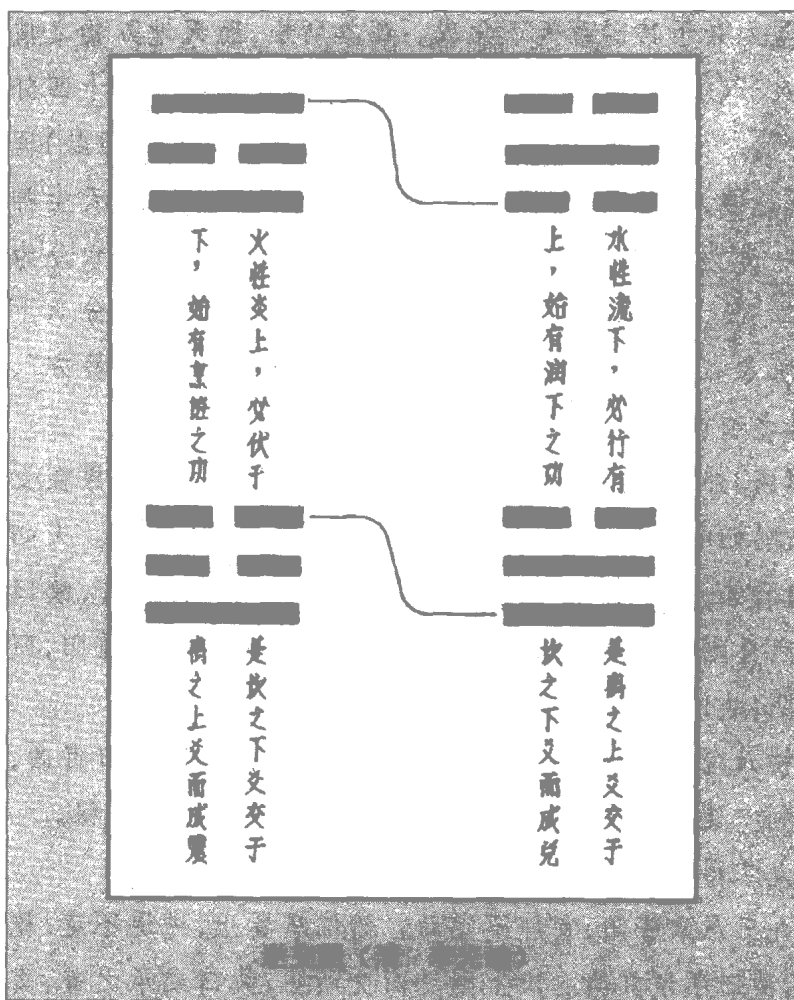 水性流下，必行有
上，始有润下之功
火性炎上，必伏于
下，始有烹饪之功
是离之上爻交于
坎之下爻而成兑
是坎之下爻交于
离之上爻而成震